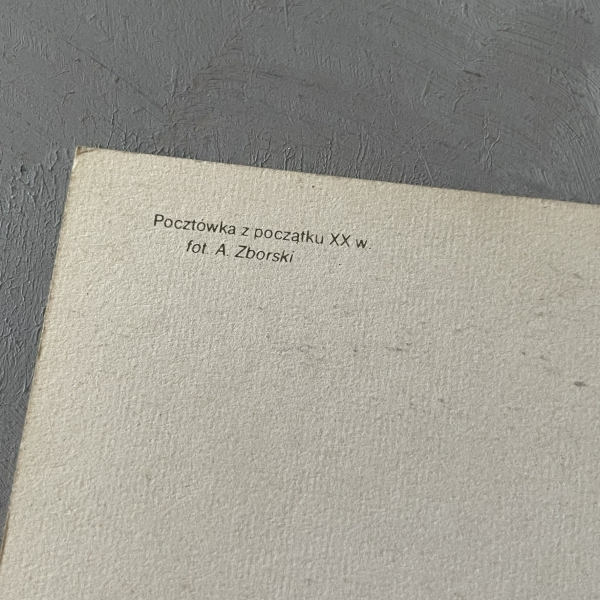 Pocztówka z początku XX w.
fot. A. Zborski